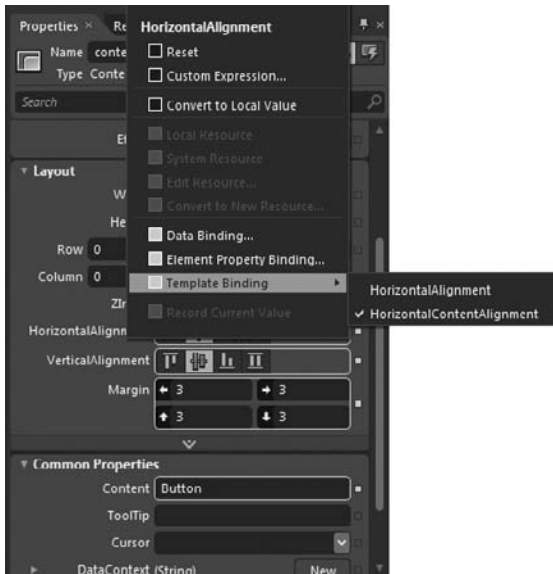 Properties × Re
HorizontalAlignment
Name conte
Type Conte
Reset
Custom Expression...
Search
Convert to Local Value
Local Resource
System Resource
Edit Resource...
Convert to New Resource...
Layout
W
He
Row 0
Data Binding...
Element Property Binding...
Column 0
Template Binding
HorizontalAlignment
✓ HorizontalContentAlignment
ZIn
Record Current Value
HorizontalAlignm
VerticalAlignment
Margin 3 3
3 3
Common Properties
Content Button
ToolTip
Cursor
DataContext (String) New